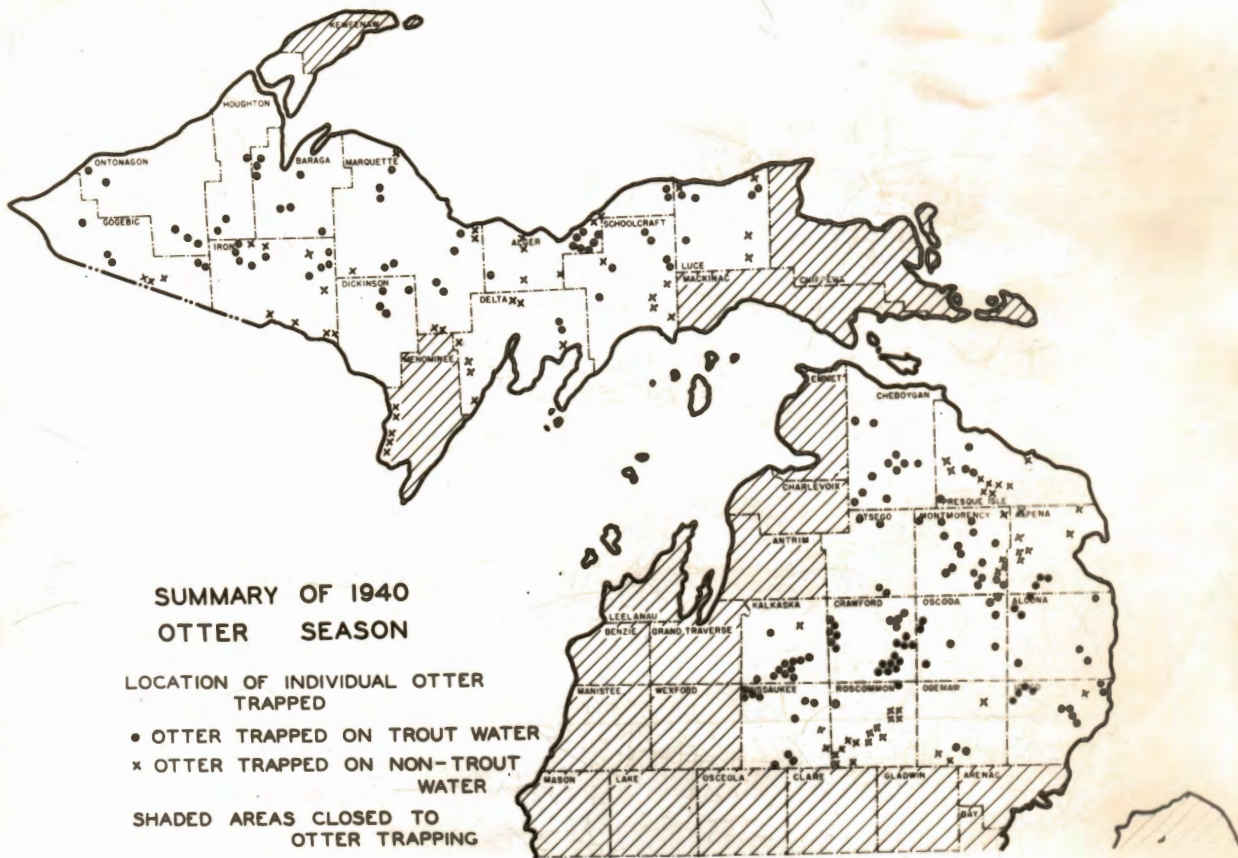 KEWEENAW
HOUGHTON
ONTONAGON
BARAGA
MARQUETTE
GOGEBIC
IRON
ALGER
SCHOOLCRAFT
LUCE
MACKINAC
CHIPPEWA
DICKINSON
DELTA
MENOMINEE
EMMET
CHEBOYGAN
CHARLEVOIX
PRESQUE ISLE
OTSEGO
MONTMORENCY
ALPENA
ANTRIM
LEELANAU
KALKASKA
CRAWFORD
OSCODA
ALCONA
BENZIE
GRAND TRAVERSE
MANISTEE
WEXFORD
MISSAUKEE
ROSCOMMON
OGEMAW
MASON
LAKE
OSCEOLA
CLARE
GLADWIN
ARENAC
BAY
SUMMARY OF 1940
OTTER SEASON
LOCATION OF INDIVIDUAL OTTER
TRAPPED
• OTTER TRAPPED ON TROUT WATER
× OTTER TRAPPED ON NON-TROUT
WATER
SHADED AREAS CLOSED TO
OTTER TRAPPING